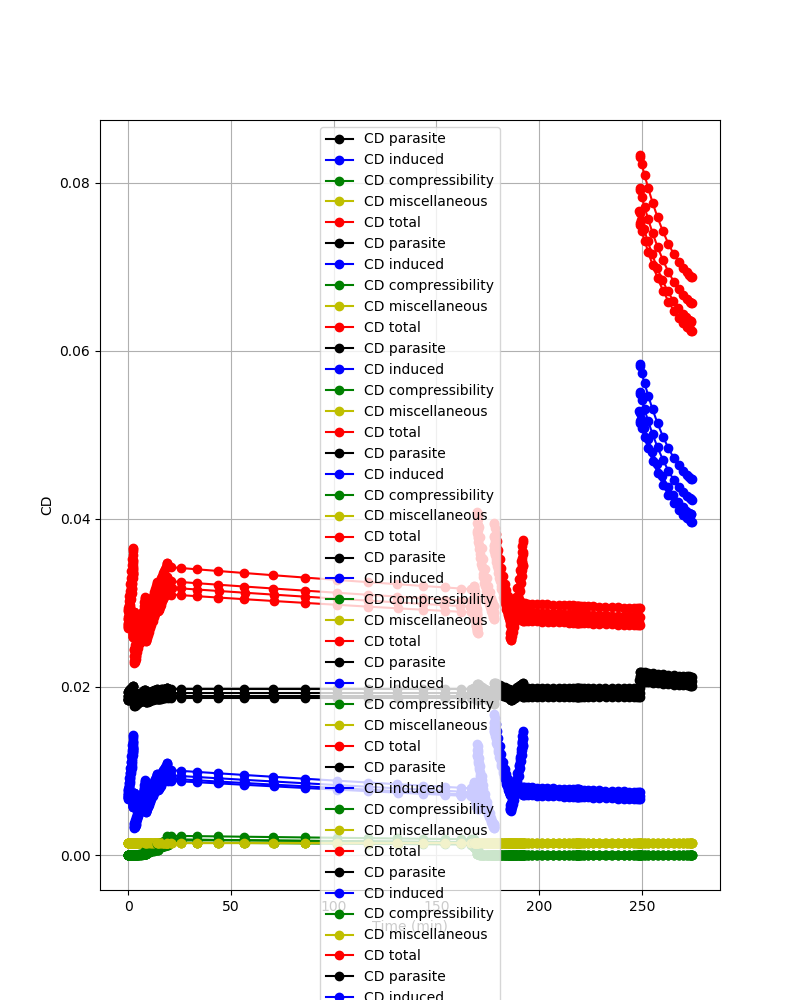 0.08
0.06
0.04
0.02
0.00
CD
CD parasite
CD induced
CD compressibility
CD miscellaneous
CD total
CD parasite
CD induced
CD compressibility
CD miscellaneous
CD total
CD parasite
CD induced
CD compressibility
CD miscellaneous
CD total
CD parasite
CD induced
CD compressibility
CD miscellaneous
CD total
CD parasite
CD induced
CD compressibility
CD miscellaneous
CD total
CD parasite
CD induced
CD compressibility
CD miscellaneous
CD total
CD parasite
CD induced
CD compressibility
CD miscellaneous
CD total
CD parasite
CD induced
CD compressibility
CD miscellaneous
CD total
CD parasite
CD induced
0 50 100 150 200 250
Time (min)